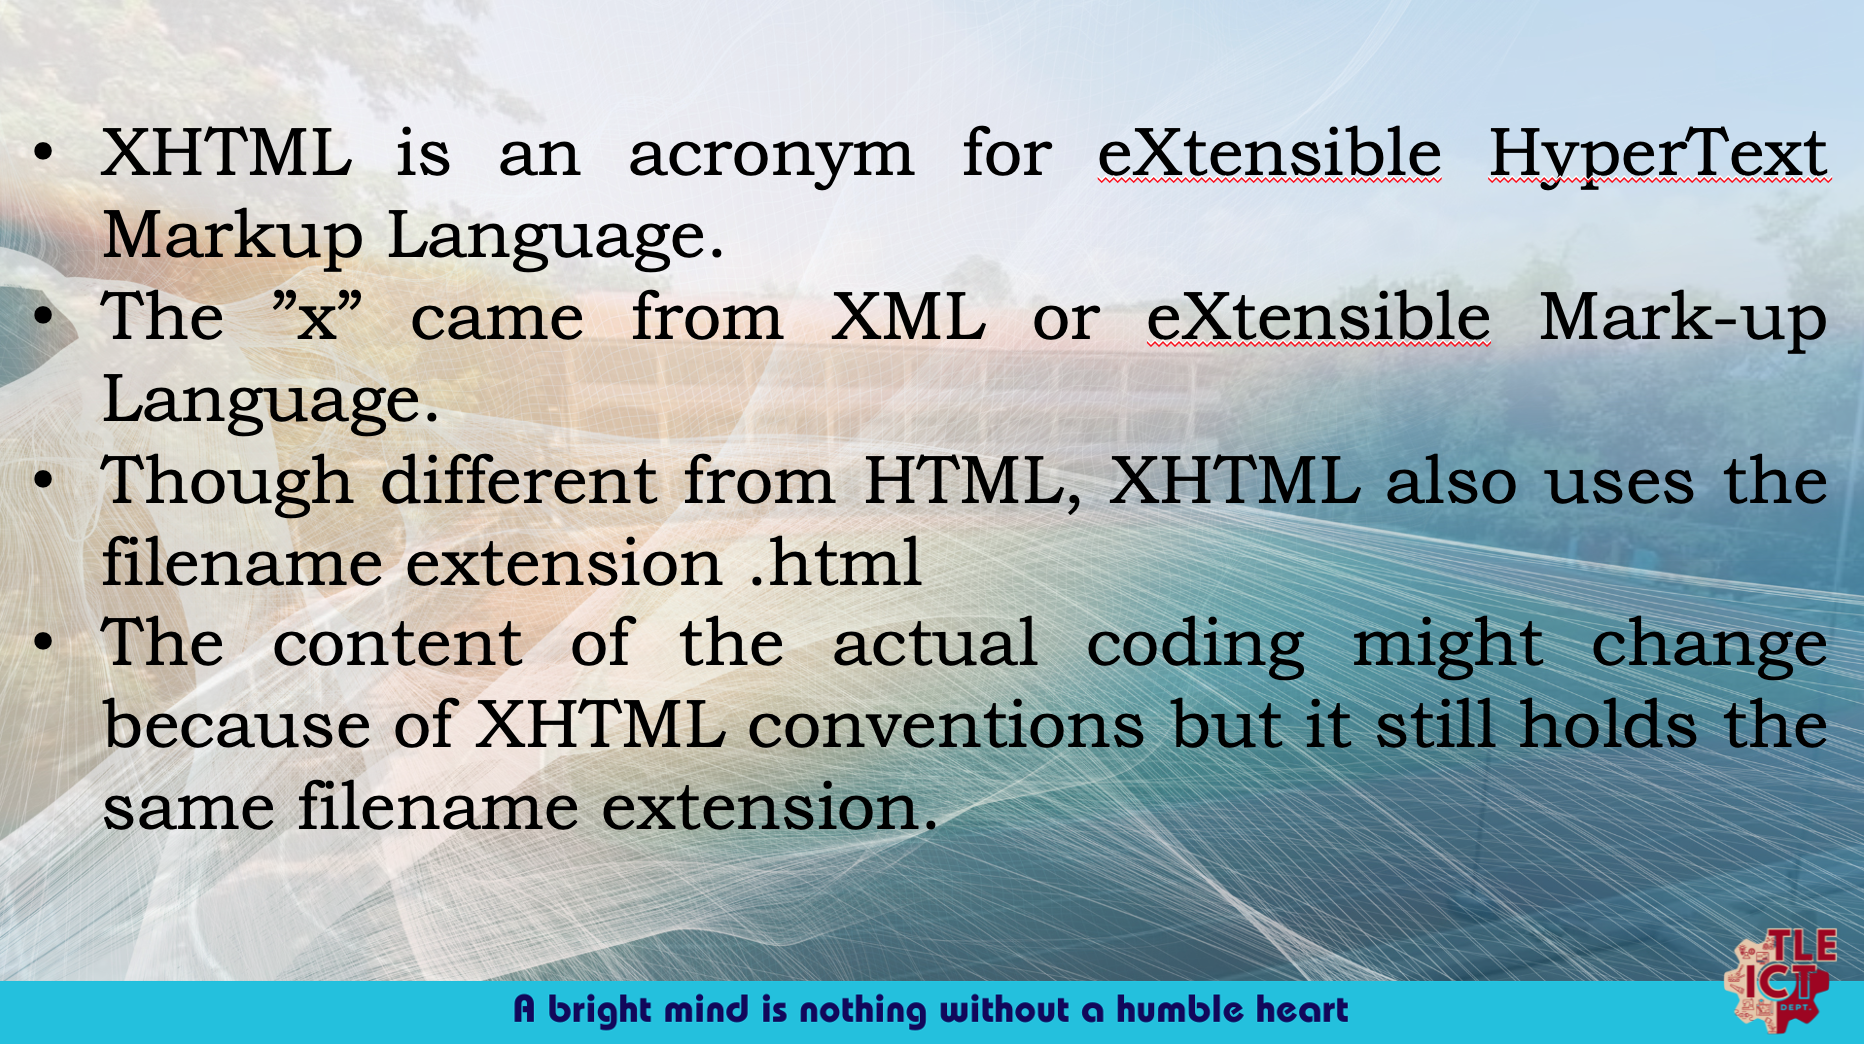 • XHTML is an acronym for eXtensible HyperText
Markup Language.
• The ”x” came from XML or eXtensible Mark-up
Language.
• Though different from HTML, XHTML also uses the
filename extension .html
• The content of the actual coding might change
because of XHTML conventions but it still holds the
same filename extension.
A bright mind is nothing without a humble heart
TLE
ICT
DEPT.